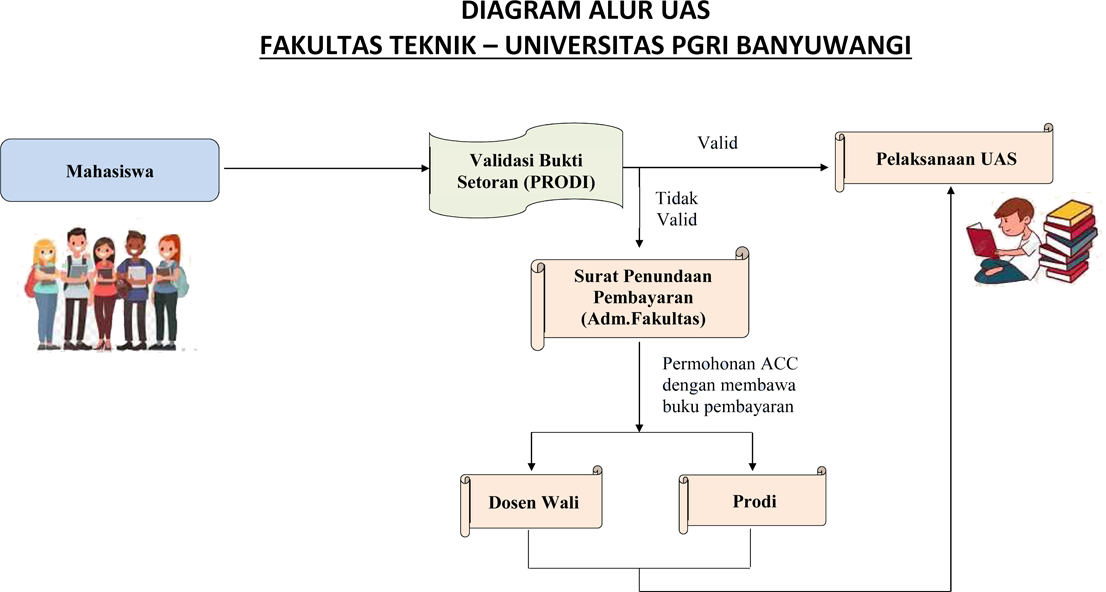 DIAGRAM ALUR UAS
FAKULTAS TEKNIK – UNIVERSITAS PGRI BANYUWANGI
Mahasiswa
Validasi Bukti
Setoran (PRODI)
Valid
Pelaksanaan UAS
Tidak
Valid
Surat Penundaan
Pembayaran
(Adm.Fakultas)
Permohonan ACC
dengan membawa
buku pembayaran
Dosen Wali
Prodi